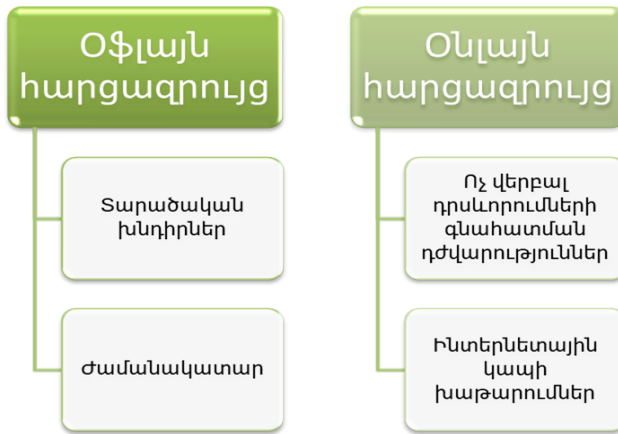 Օֆլայն
հարցազրույց
Տարածական
խնդիրներ
Ժամանակատար
Օնլայն
հարցազրույց
Ոչ վերբալ
դրսևորումների
գնահատման
դժվարություններ
Ինտերնետային
կապի
խաթարումներ